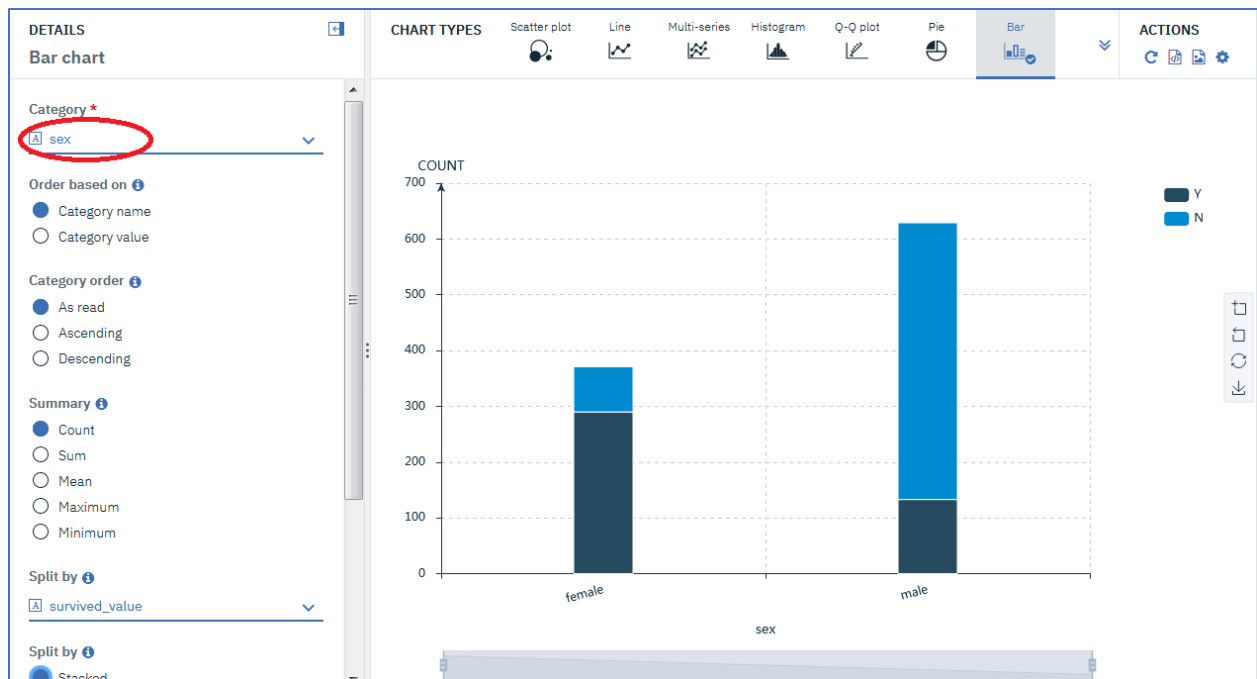 DETAILS
Bar chart
Category *
A sex
Order based on i
Category name
Category value
Category order i
As read
Ascending
Descending
Summary i
Count
Sum
Mean
Maximum
Minimum
Split by i
A survived_value
Split by i
Stacked
CHART TYPES
Scatter plot
Line
Multi-series
Histogram
Q-Q plot
Pie
Bar
ACTIONS
COUNT
700
600
500
400
300
200
100
0
female
male
sex
Y
N